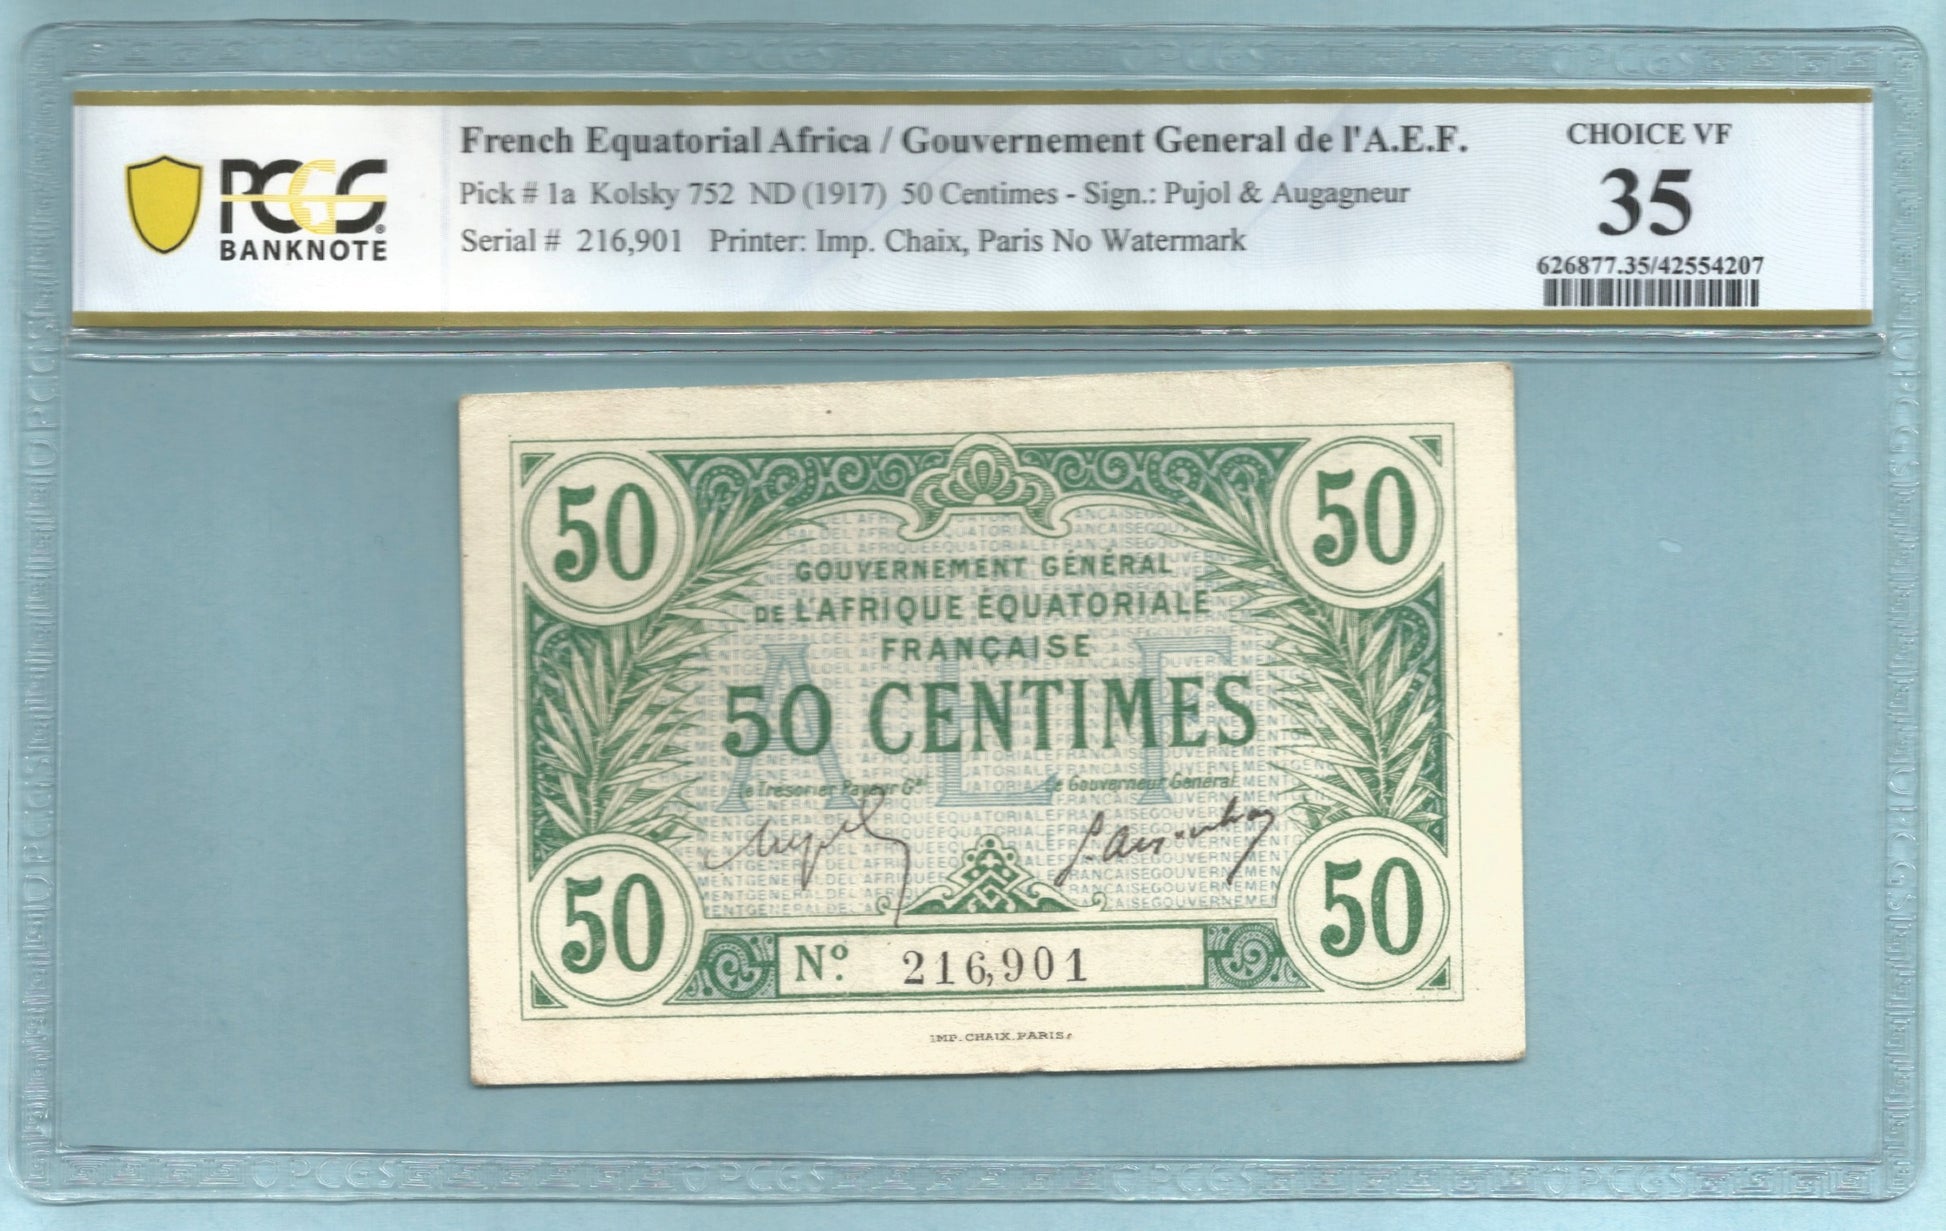 PCGS
BANKNOTE
French Equatorial Africa / Gouvernement General de l'A.E.F.
Pick # 1a Kolsky 752 ND (1917) 50 Centimes - Sign.: Pujol & Augagneur
Serial # 216,901 Printer: Imp. Chaix, Paris No Watermark
CHOICE VF
35
626877.35/42554207
50
50
GOUVERNEMENT GÉNÉRAL
DE L'AFRIQUE ÉQUATORIALE
FRANÇAISE
A E F
50 CENTIMES
Le Trésorier Payeur Gal
Le Gouverneur Général
50
50
No. 216,901
IMP. CHAIX. PARIS.